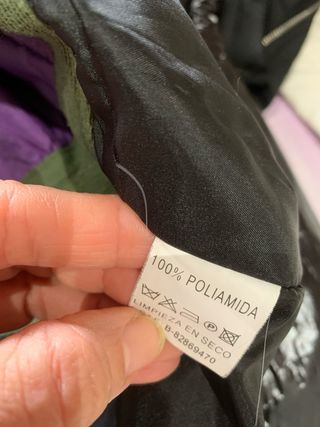 100% POLIAMIDA
LIMPIEZA EN SECO
B-82869470